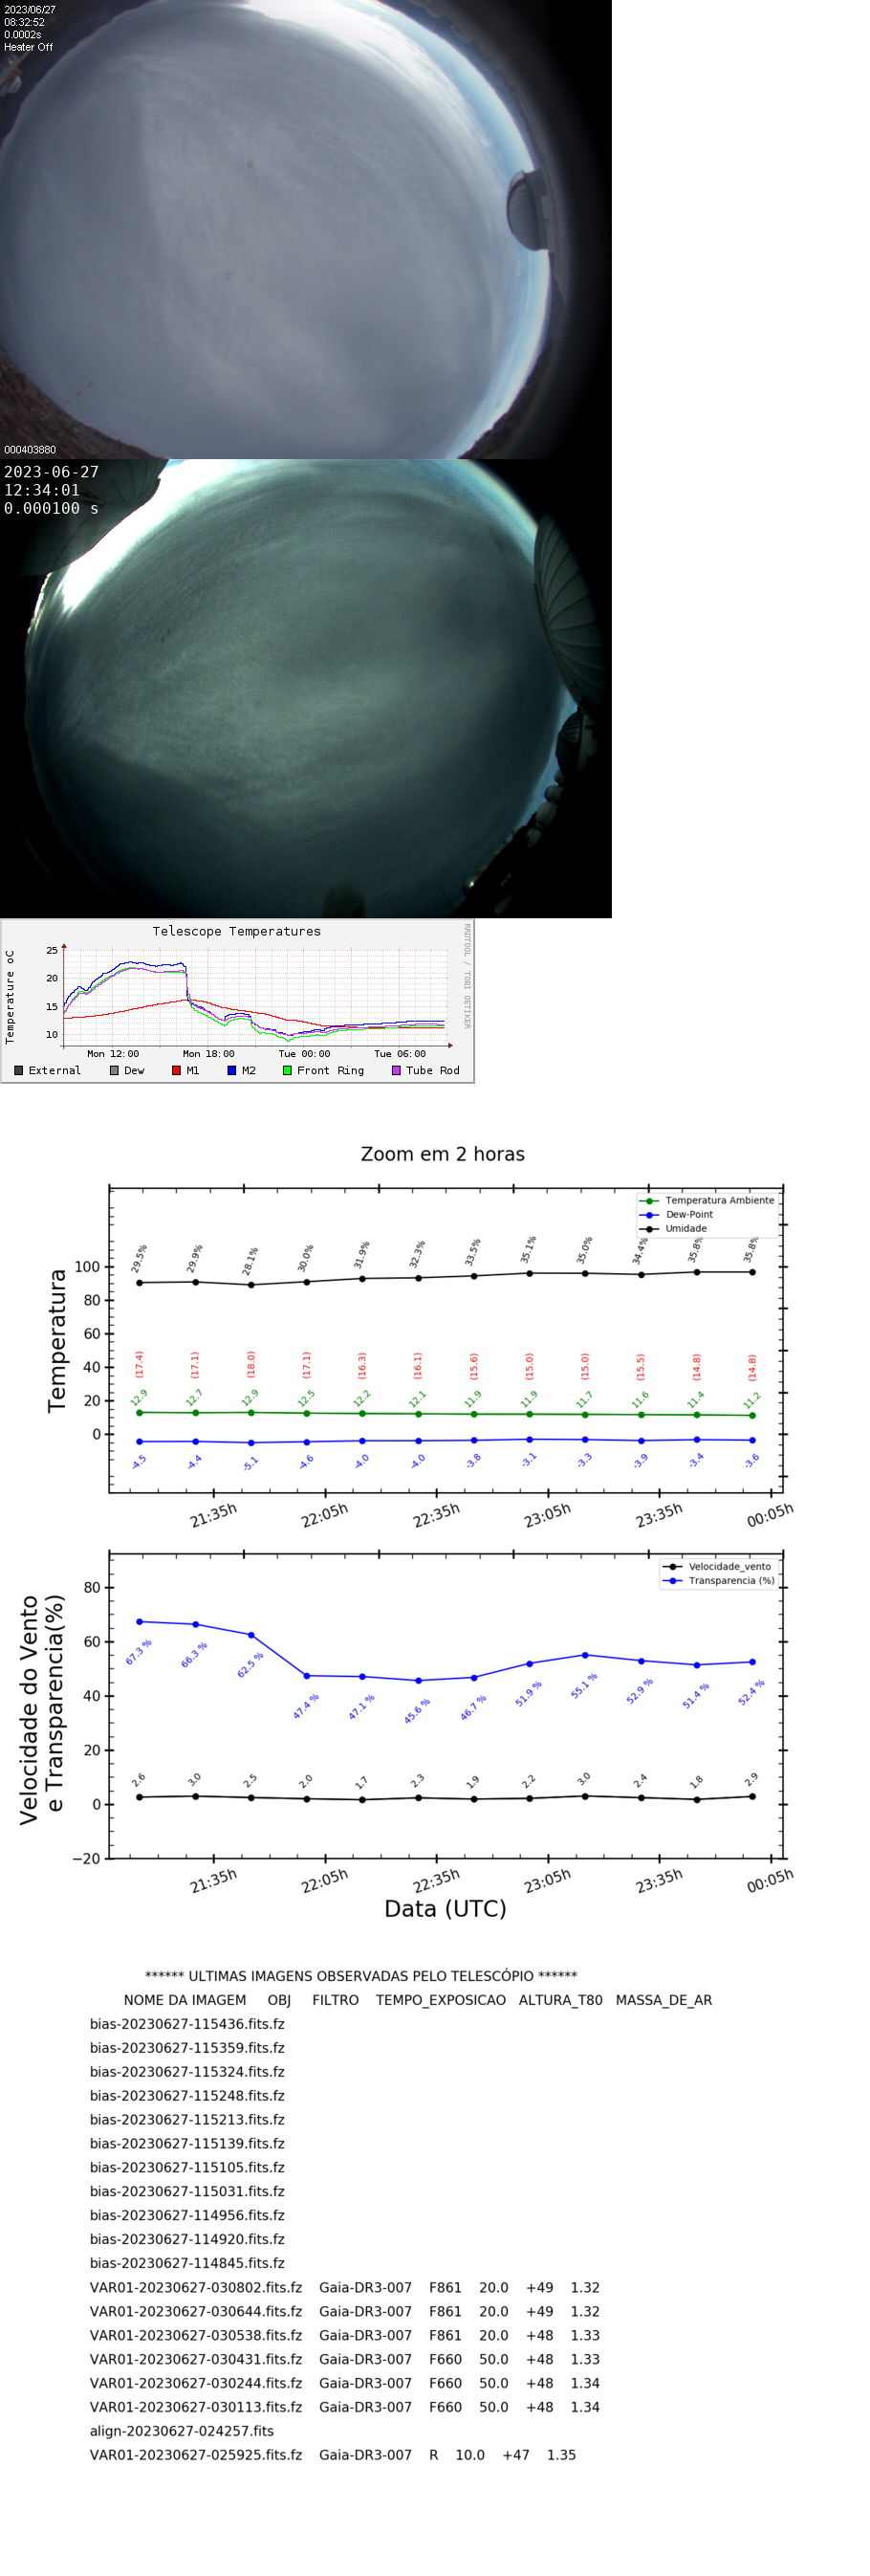 2023/06/27
08:32:52
0.0002s
Heater Off
000403880
2023-06-27
12:34:01
0.000100 s
Telescope Temperatures
RRDTOOL / TOBI OETIKER
Temperature oC
25
20
15
10
Mon 12:00 Mon 18:00 Tue 00:00 Tue 06:00
External Dew M1 M2 Front Ring Tube Rod
Zoom em 2 horas
Temperatura Ambiente
Dew-Point
Umidade
Temperatura
100
80
60
40
20
0
29.5% 29.9% 28.1% 30.0% 31.9% 32.3% 33.5% 35.1% 35.0% 34.4% 35.8% 35.8%
(17.4) (17.1) (18.0) (17.1) (16.3) (16.1) (15.6) (15.0) (15.0) (15.5) (14.8) (14.8)
12.9 12.7 12.9 12.5 12.2 12.1 11.9 11.9 11.7 11.6 11.4 11.2
-4.5 -4.4 -5.1 -4.6 -4.0 -4.0 -3.8 -3.1 -3.3 -3.9 -3.4 -3.6
21:35h 22:05h 22:35h 23:05h 23:35h 00:05h
Velocidade_vento
Transparencia (%)
Velocidade do Vento
e Transparencia(%)
80
60
40
20
0
−20
67.3 % 66.3 % 62.5 % 47.4 % 47.1 % 45.6 % 46.7 % 51.9 % 55.1 % 52.9 % 51.4 % 52.4 %
2.6 3.0 2.5 2.0 1.7 2.3 1.9 2.2 3.0 2.4 1.8 2.9
21:35h 22:05h 22:35h 23:05h 23:35h 00:05h
Data (UTC)
****** ULTIMAS IMAGENS OBSERVADAS PELO TELESCÓPIO ******
NOME DA IMAGEM OBJ FILTRO TEMPO_EXPOSICAO ALTURA_T80 MASSA_DE_AR
bias-20230627-115436.fits.fz
bias-20230627-115359.fits.fz
bias-20230627-115324.fits.fz
bias-20230627-115248.fits.fz
bias-20230627-115213.fits.fz
bias-20230627-115139.fits.fz
bias-20230627-115105.fits.fz
bias-20230627-115031.fits.fz
bias-20230627-114956.fits.fz
bias-20230627-114920.fits.fz
bias-20230627-114845.fits.fz
VAR01-20230627-030802.fits.fz Gaia-DR3-007 F861 20.0 +49 1.32
VAR01-20230627-030644.fits.fz Gaia-DR3-007 F861 20.0 +49 1.32
VAR01-20230627-030538.fits.fz Gaia-DR3-007 F861 20.0 +48 1.33
VAR01-20230627-030431.fits.fz Gaia-DR3-007 F660 50.0 +48 1.33
VAR01-20230627-030244.fits.fz Gaia-DR3-007 F660 50.0 +48 1.34
VAR01-20230627-030113.fits.fz Gaia-DR3-007 F660 50.0 +48 1.34
align-20230627-024257.fits
VAR01-20230627-025925.fits.fz Gaia-DR3-007 R 10.0 +47 1.35